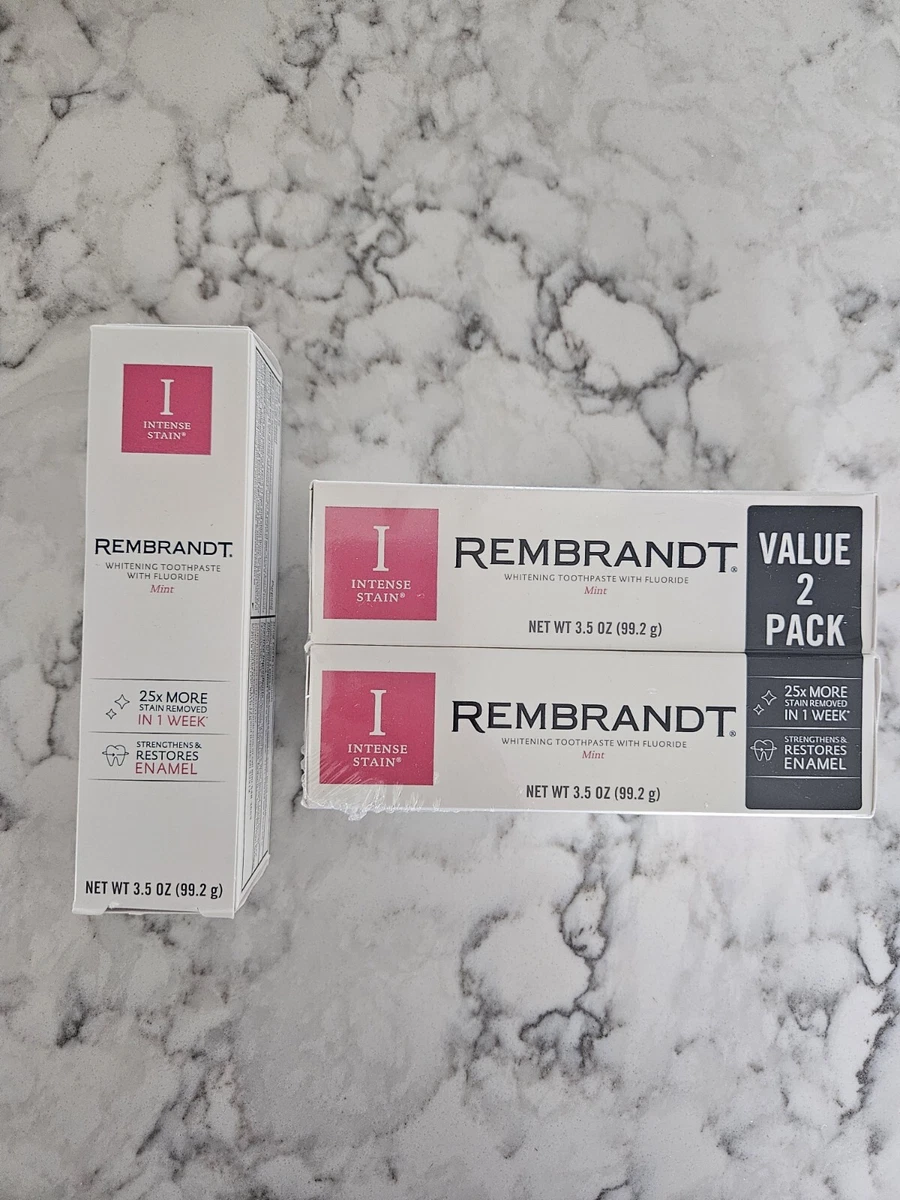 I
INTENSE
STAIN®
REMBRANDT®
WHITENING TOOTHPASTE
WITH FLUORIDE
Mint
25x MORE
STAIN REMOVED
IN 1 WEEK*
STRENGTHENS &
RESTORES
ENAMEL
NET WT 3.5 OZ (99.2 g)
I
INTENSE
STAIN®
REMBRANDT®
WHITENING TOOTHPASTE WITH FLUORIDE
Mint
NET WT 3.5 OZ (99.2 g)
VALUE
2
PACK
I
INTENSE
STAIN®
REMBRANDT®
WHITENING TOOTHPASTE WITH FLUORIDE
Mint
NET WT 3.5 OZ (99.2 g)
25x MORE
STAIN REMOVED
IN 1 WEEK*
STRENGTHENS &
RESTORES
ENAMEL